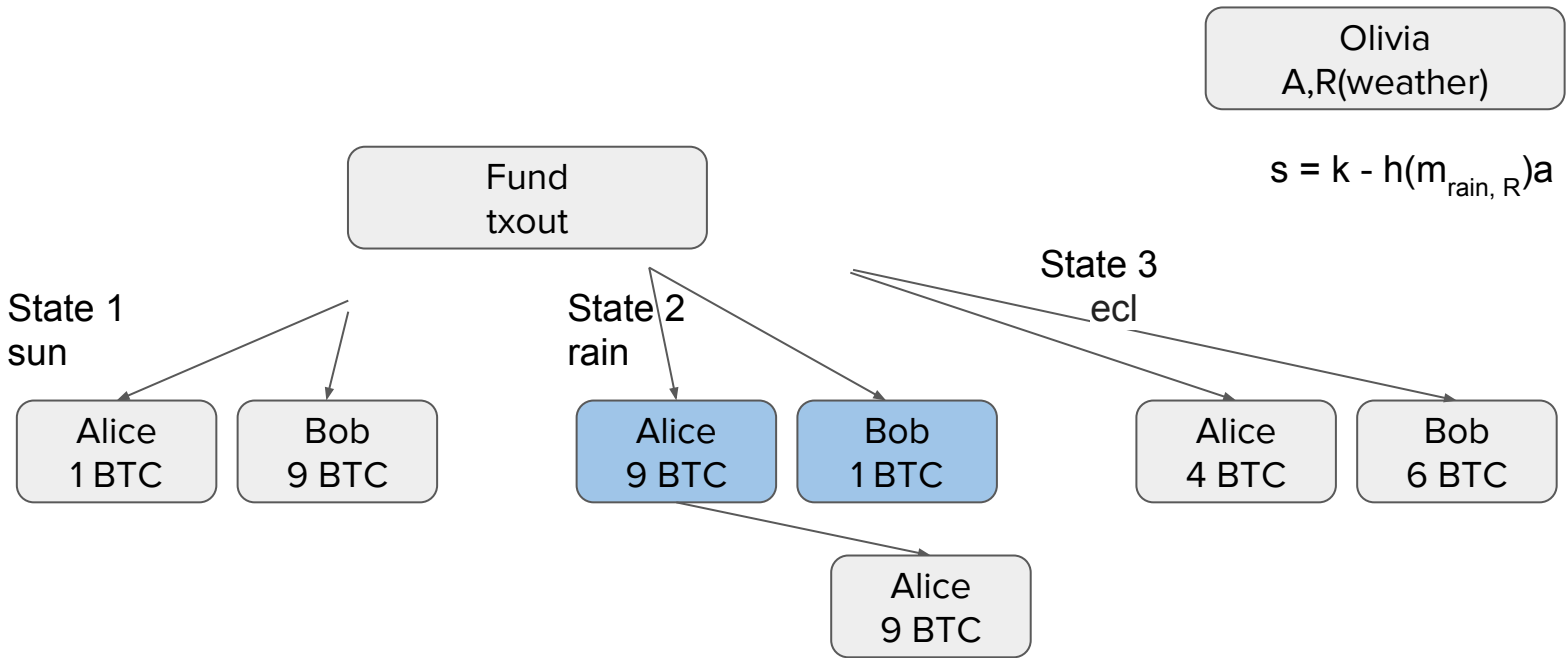 Olivia
A,R(weather)
s = k - h(m_rain, R)a
Fund
txout
State 1
sun
State 2
rain
State 3
ecl
Alice
1 BTC
Bob
9 BTC
Alice
9 BTC
Bob
1 BTC
Alice
4 BTC
Bob
6 BTC
Alice
9 BTC